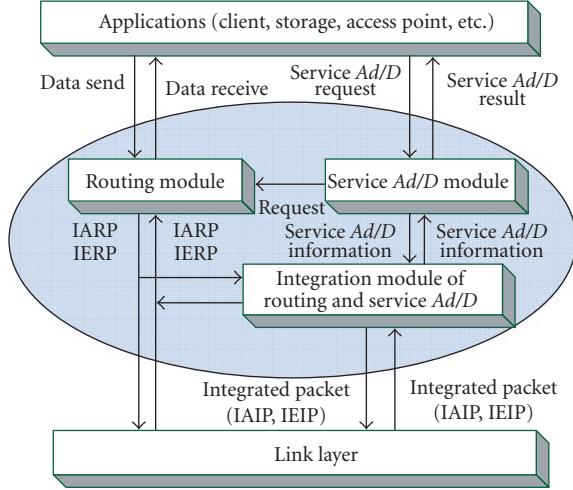 Applications (client, storage, access point, etc.)
Data send
Data receive
Service Ad/D
request
Service Ad/D
result
Routing module
Service Ad/D module
Request
IARP
IERP
IARP
IERP
Service Ad/D
information
Service Ad/D
information
Integration module of
routing and service Ad/D
Integrated packet
(IAIP, IEIP)
Integrated packet
(IAIP, IEIP)
Link layer